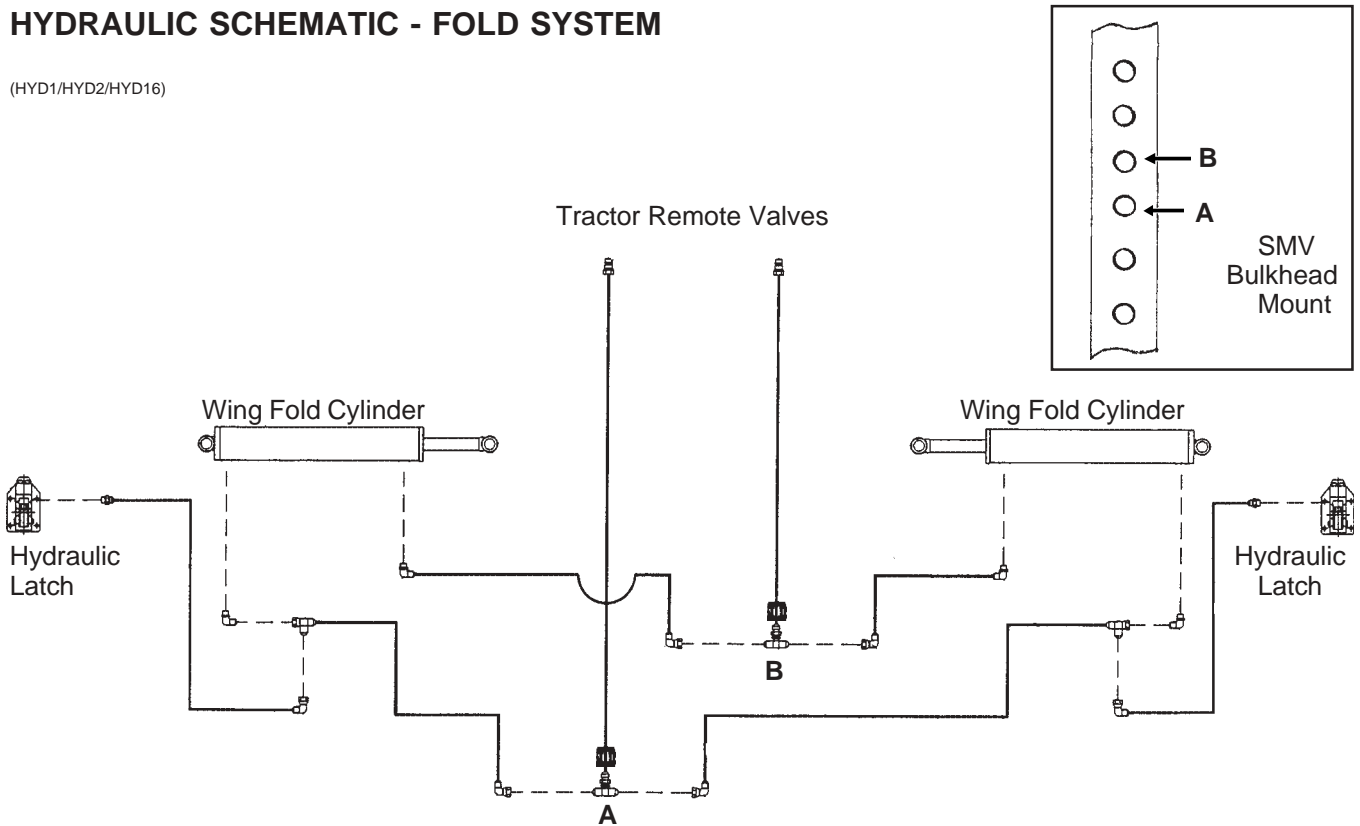 HYDRAULIC SCHEMATIC - FOLD SYSTEM
(HYD1/HYD2/HYD16)
B
A
SMV
Bulkhead
Mount
Tractor Remote Valves
Wing Fold Cylinder
Wing Fold Cylinder
Hydraulic
Latch
Hydraulic
Latch
B
A